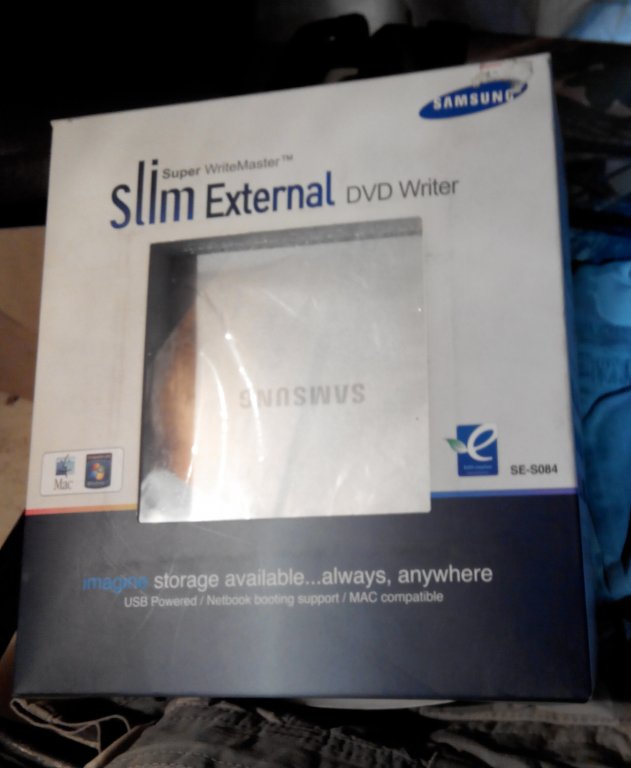 SAMSUNG
Super WriteMaster™
slim External DVD Writer
SAMSUNG
Mac
SE-S084
imagine storage available...always, anywhere
USB Powered / Netbook booting support / MAC compatible